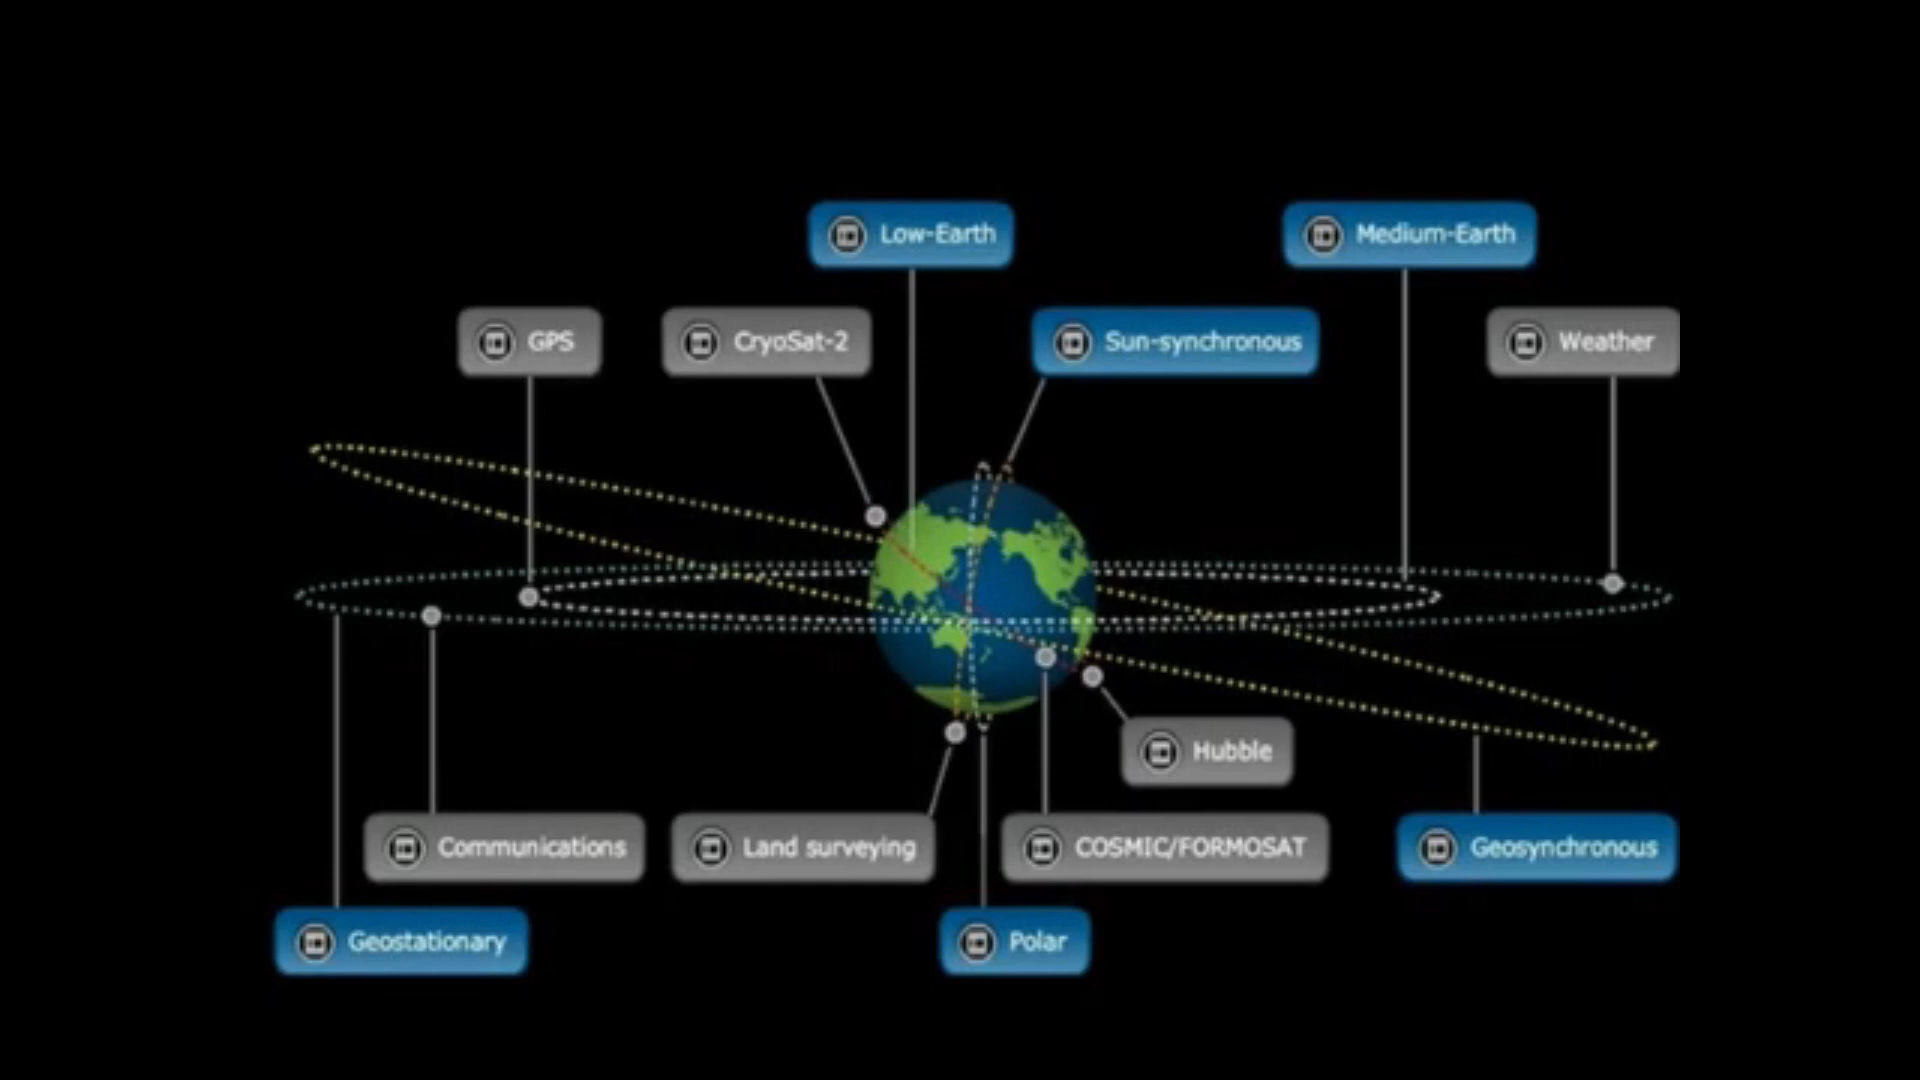 Low-Earth
Medium-Earth
GPS
CryoSat-2
Sun-synchronous
Weather
Hubble
Communications
Land surveying
COSMIC/FORMOSAT
Geosynchronous
Geostationary
Polar